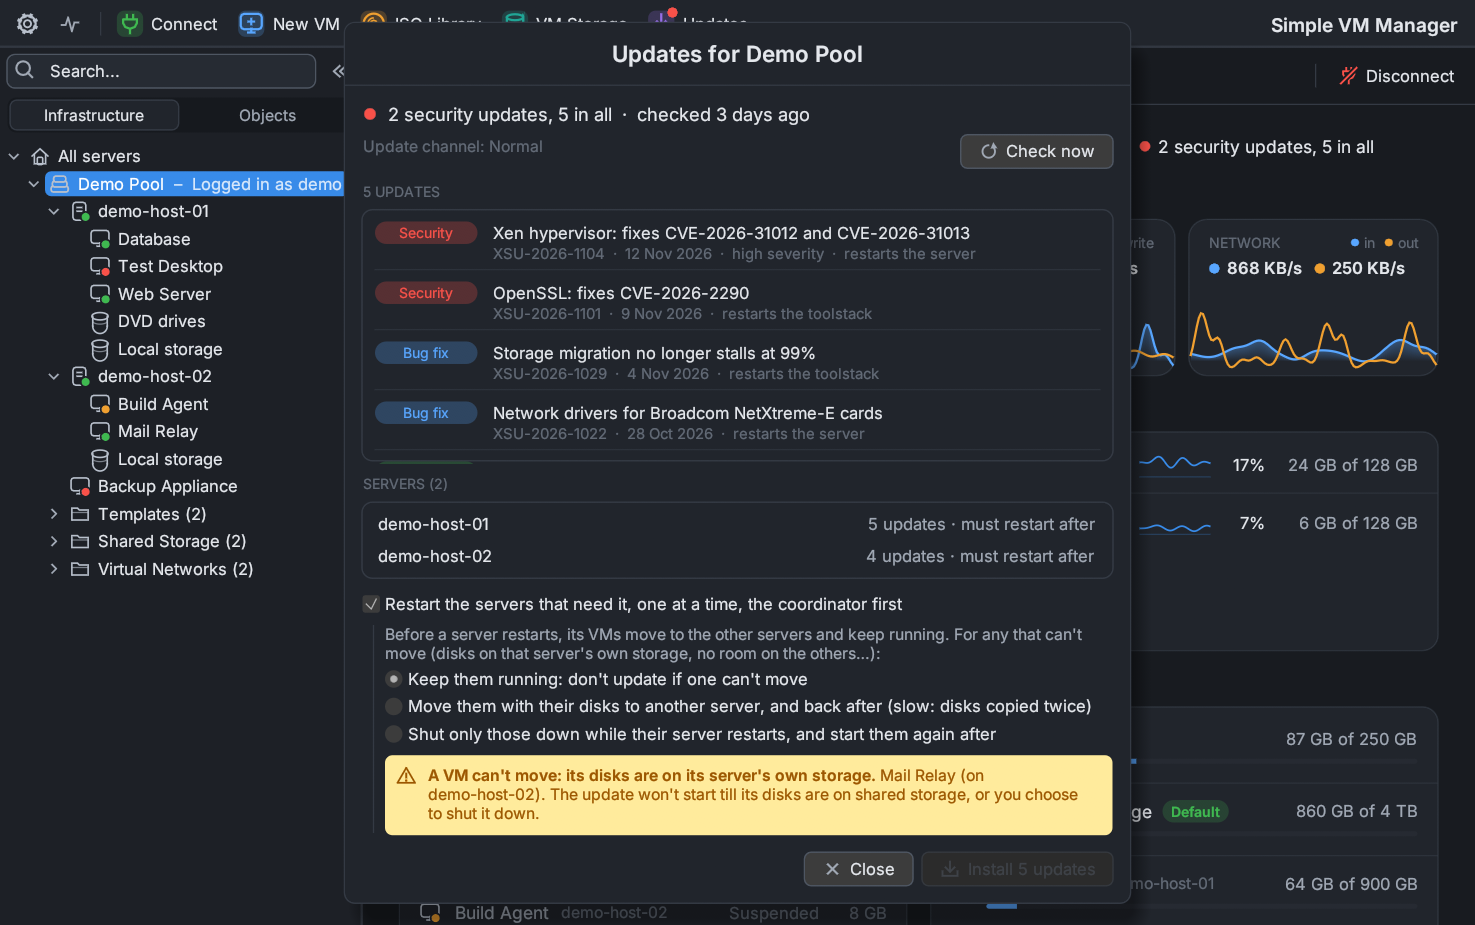 Connect
New VM
ISO Library
VM Storage
Updates
Simple VM Manager
Search...
Disconnect
Infrastructure
Objects
All servers
Demo Pool – Logged in as demo
demo-host-01
Database
Test Desktop
Web Server
DVD drives
Local storage
demo-host-02
Build Agent
Mail Relay
Local storage
Backup Appliance
Templates (2)
Shared Storage (2)
Virtual Networks (2)
Updates for Demo Pool
2 security updates, 5 in all · checked 3 days ago
Update channel: Normal
Check now
5 UPDATES
Security
Xen hypervisor: fixes CVE-2026-31012 and CVE-2026-31013
XSU-2026-1104 · 12 Nov 2026 · high severity · restarts the server
Security
OpenSSL: fixes CVE-2026-2290
XSU-2026-1101 · 9 Nov 2026 · restarts the toolstack
Bug fix
Storage migration no longer stalls at 99%
XSU-2026-1029 · 4 Nov 2026 · restarts the toolstack
Bug fix
Network drivers for Broadcom NetXtreme-E cards
XSU-2026-1022 · 28 Oct 2026 · restarts the server
SERVERS (2)
demo-host-01
5 updates · must restart after
demo-host-02
4 updates · must restart after
Restart the servers that need it, one at a time, the coordinator first
Before a server restarts, its VMs move to the other servers and keep running. For any that can't
move (disks on that server's own storage, no room on the others...):
Keep them running: don't update if one can't move
Move them with their disks to another server, and back after (slow: disks copied twice)
Shut only those down while their server restarts, and start them again after
A VM can't move: its disks are on its server's own storage. Mail Relay (on
demo-host-02). The update won't start till its disks are on shared storage, or you choose
to shut it down.
Close
Install 5 updates
2 security updates, 5 in all
rite
s
NETWORK
in
out
868 KB/s
250 KB/s
17%
24 GB of 128 GB
7%
6 GB of 128 GB
87 GB of 250 GB
ge
Default
860 GB of 4 TB
mo-host-01
64 GB of 900 GB
Build Agent
demo-host-02
Suspended
8 GB